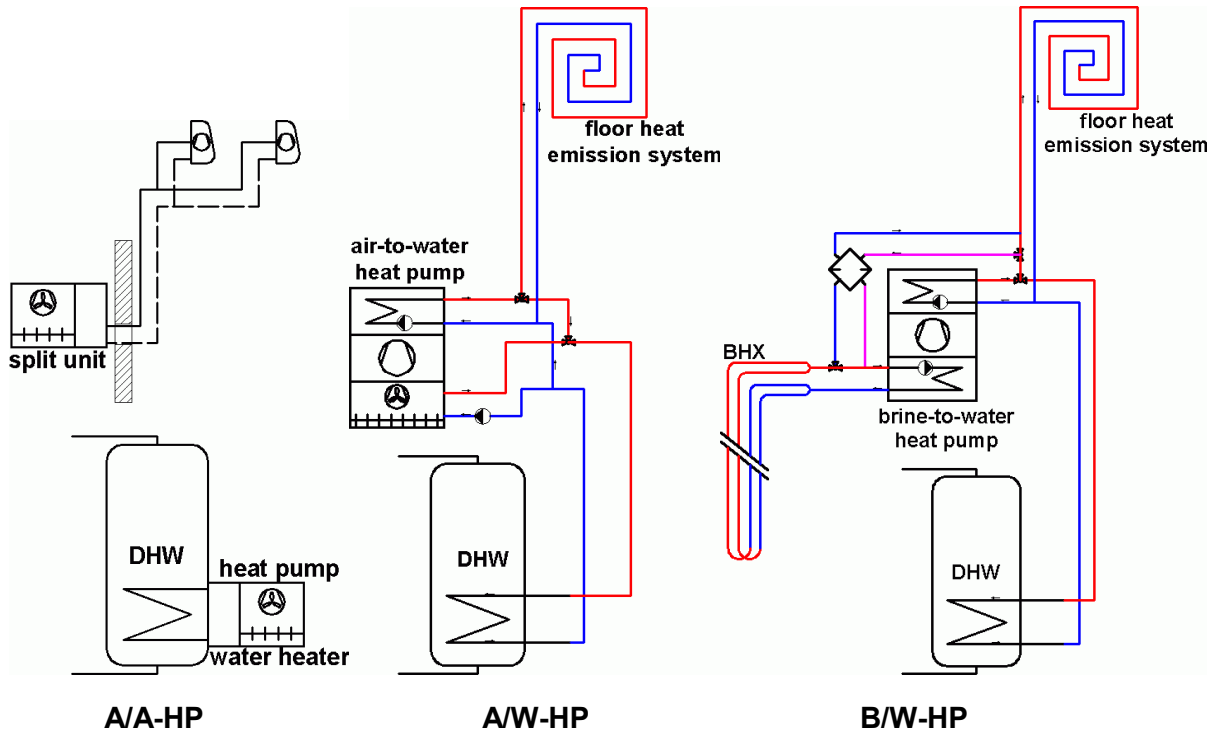 split unit
DHW
heat pump
water heater
A/A-HP
floor heat
emission system
air-to-water
heat pump
DHW
A/W-HP
floor heat
emission system
BHX
brine-to-water
heat pump
DHW
B/W-HP